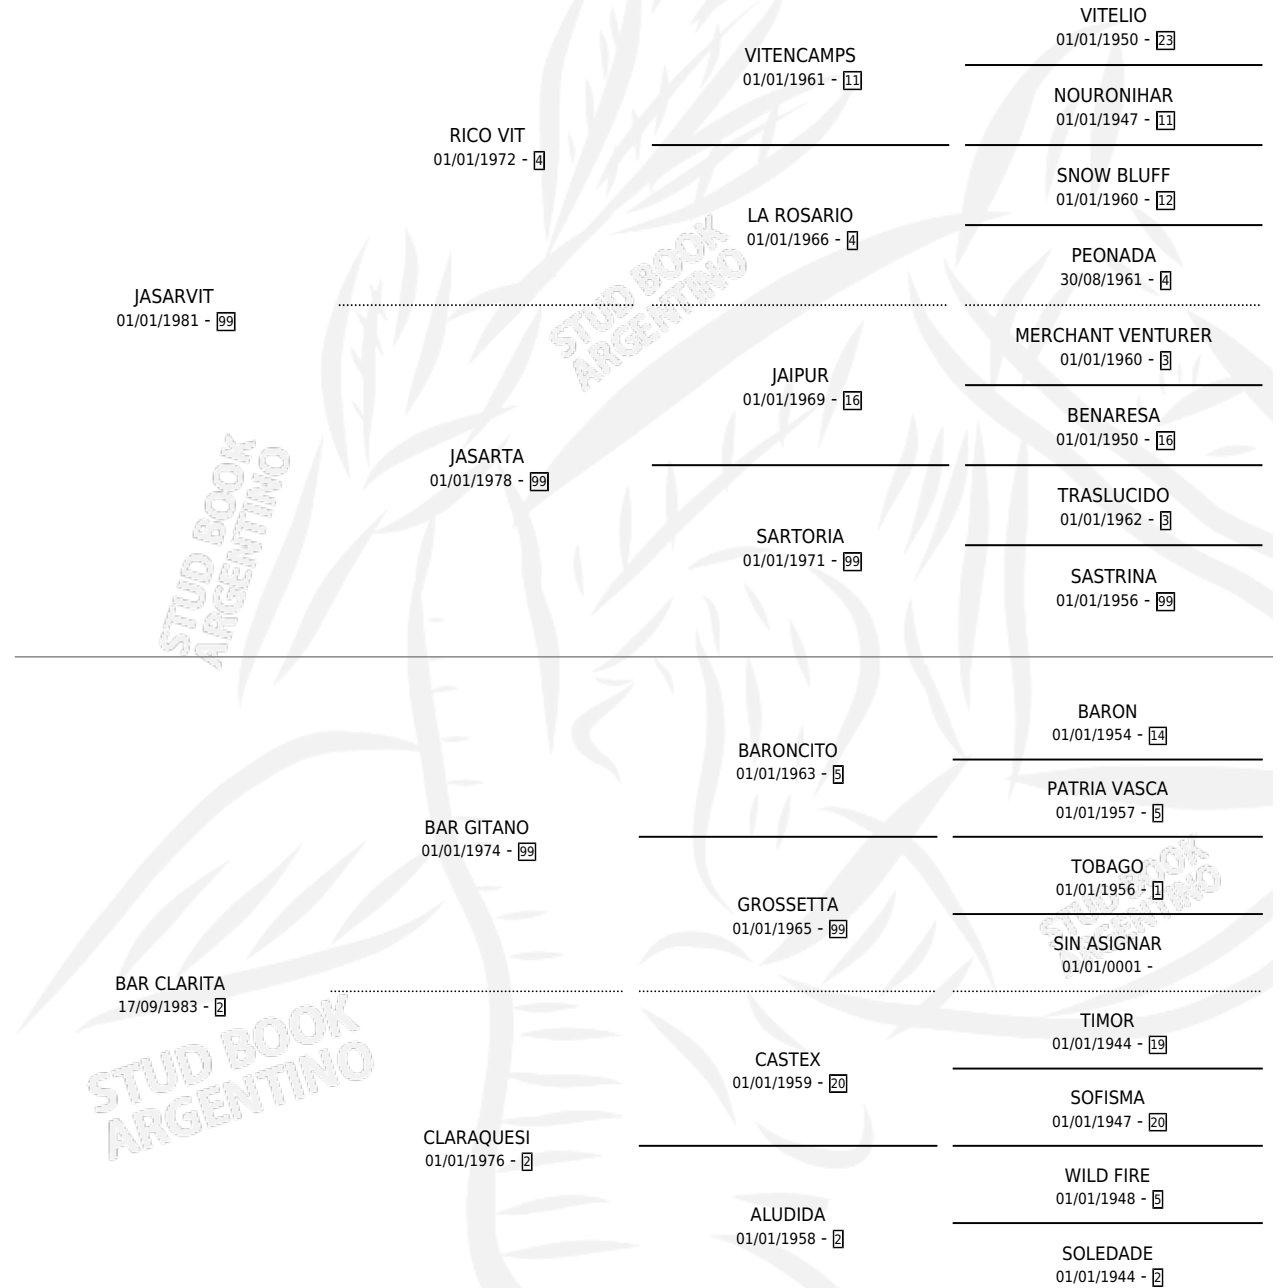 VITELIO
01/01/1950 - 23
VITENCAMPS
01/01/1961 - 11
NOURONIHAR
01/01/1947 - 11
RICO VIT
01/01/1972 - 4
SNOW BLUFF
01/01/1960 - 12
LA ROSARIO
01/01/1966 - 4
PEONADA
30/08/1961 - 4
JASARVIT
01/01/1981 - 99
MERCHANT VENTURER
01/01/1960 - 3
JAIPUR
01/01/1969 - 16
BENARESA
01/01/1950 - 16
JASARTA
01/01/1978 - 99
TRASLUCIDO
01/01/1962 - 3
SARTORIA
01/01/1971 - 99
SASTRINA
01/01/1956 - 99
STUD BOOK
ARGENTINO
STUD BOOK
ARGENTINO
BARON
01/01/1954 - 14
BARONCITO
01/01/1963 - 5
PATRIA VASCA
01/01/1957 - 5
BAR GITANO
01/01/1974 - 99
TOBAGO
01/01/1956 - 1
GROSSETTA
01/01/1965 - 99
SIN ASIGNAR
01/01/0001 -
STUD BOOK
ARGENTINO
BAR CLARITA
17/09/1983 - 2
TIMOR
01/01/1944 - 19
CASTEX
01/01/1959 - 20
SOFISMA
01/01/1947 - 20
STUD BOOK
ARGENTINO
CLARAQUESI
01/01/1976 - 2
WILD FIRE
01/01/1948 - 5
ALUDIDA
01/01/1958 - 2
SOLEDADE
01/01/1944 - 2